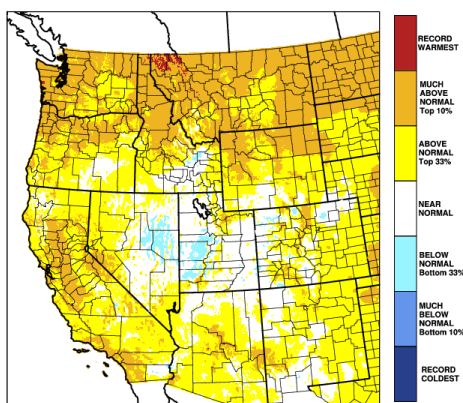 RECORD
WARMEST
MUCH
ABOVE
NORMAL
Top 10%
ABOVE
NORMAL
Top 33%
NEAR
NORMAL
BELOW
NORMAL
Bottom 33%
MUCH
BELOW
NORMAL
Bottom 10%
RECORD
COLDEST